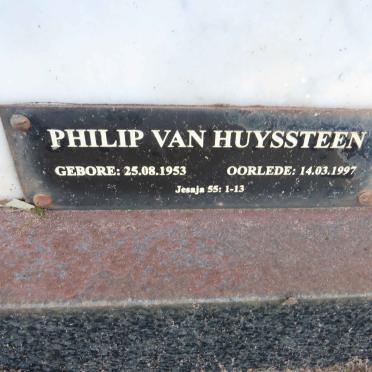 PHILIP VAN HUYSSTEEN
GEBORE: 25.08.1953 OORLEDE: 14.03.1997
Jesaja 55: 1-13